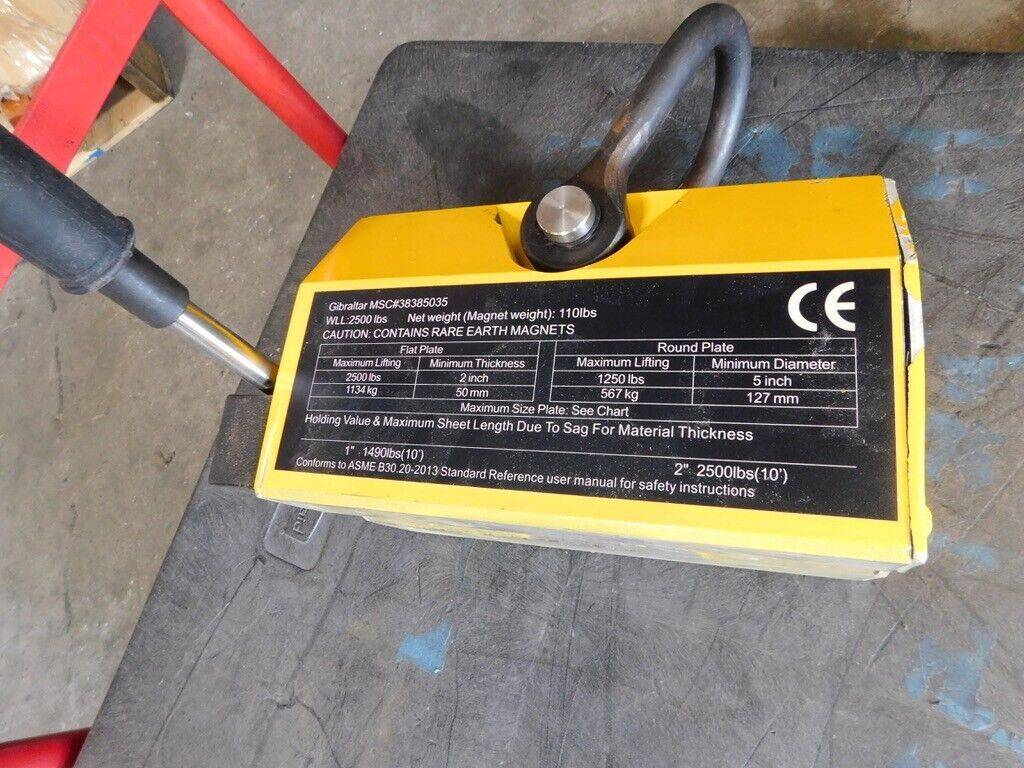 Gibraltar MSC#38385035
WLL:2500 lbs Net weight (Magnet weight): 110lbs
CAUTION: CONTAINS RARE EARTH MAGNETS
CE
Flat Plate
Maximum Lifting Minimum Thickness
2500 lbs 2 inch
1134 kg 50 mm
Round Plate
Maximum Lifting Minimum Diameter
1250 lbs 5 inch
567 kg 127 mm
Maximum Size Plate: See Chart
Holding Value & Maximum Sheet Length Due To Sag For Material Thickness
1" 1490lbs(10') 2" 2500lbs(10')
Conforms to ASME B30.20-2013 Standard Reference user manual for safety instructions